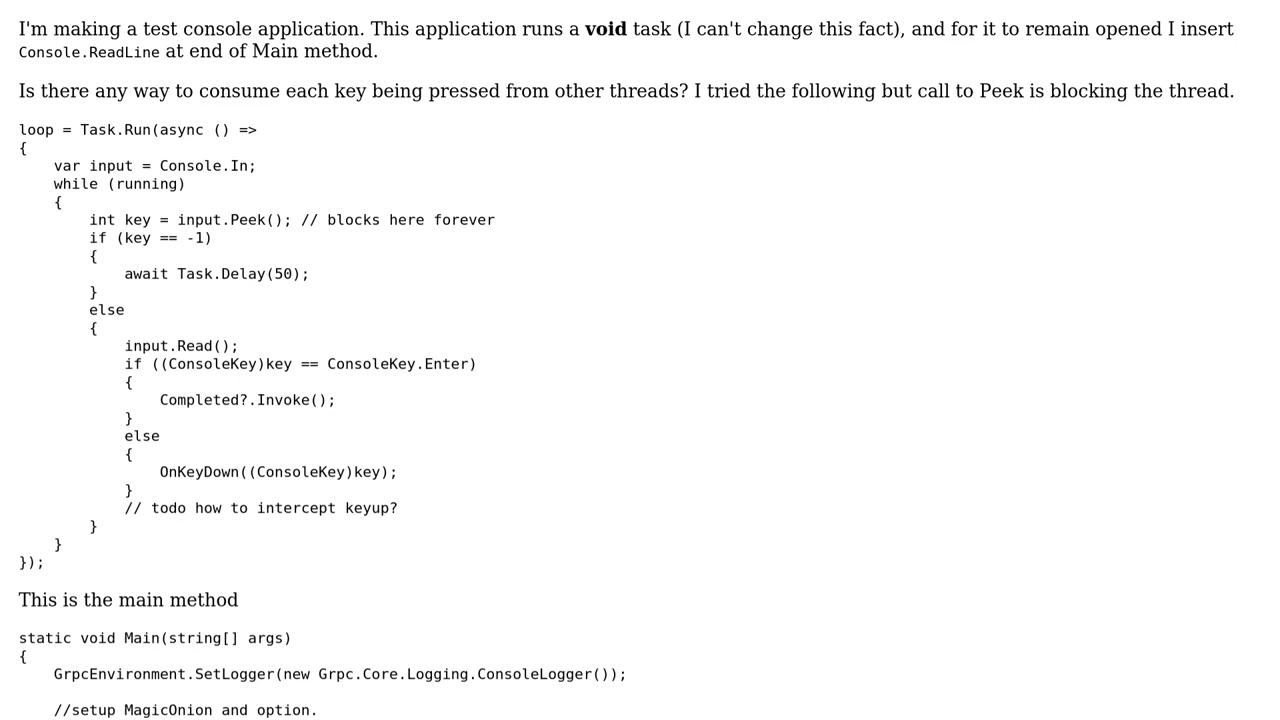 I'm making a test console application. This application runs a void task (I can't change this fact), and for it to remain opened I insert
Console.ReadLine at end of Main method.
Is there any way to consume each key being pressed from other threads? I tried the following but call to Peek is blocking the thread.
loop = Task.Run(async () =>
{
    var input = Console.In;
    while (running)
    {
        int key = input.Peek(); // blocks here forever
        if (key == -1)
        {
            await Task.Delay(50);
        }
        else
        {
            input.Read();
            if ((ConsoleKey)key == ConsoleKey.Enter)
            {
                Completed?.Invoke();
            }
            else
            {
                OnKeyDown((ConsoleKey)key);
            }
            // todo how to intercept keyup?
        }
    }
});
This is the main method
static void Main(string[] args)
{
    GrpcEnvironment.SetLogger(new Grpc.Core.Logging.ConsoleLogger());
    //setup MagicOnion and option.